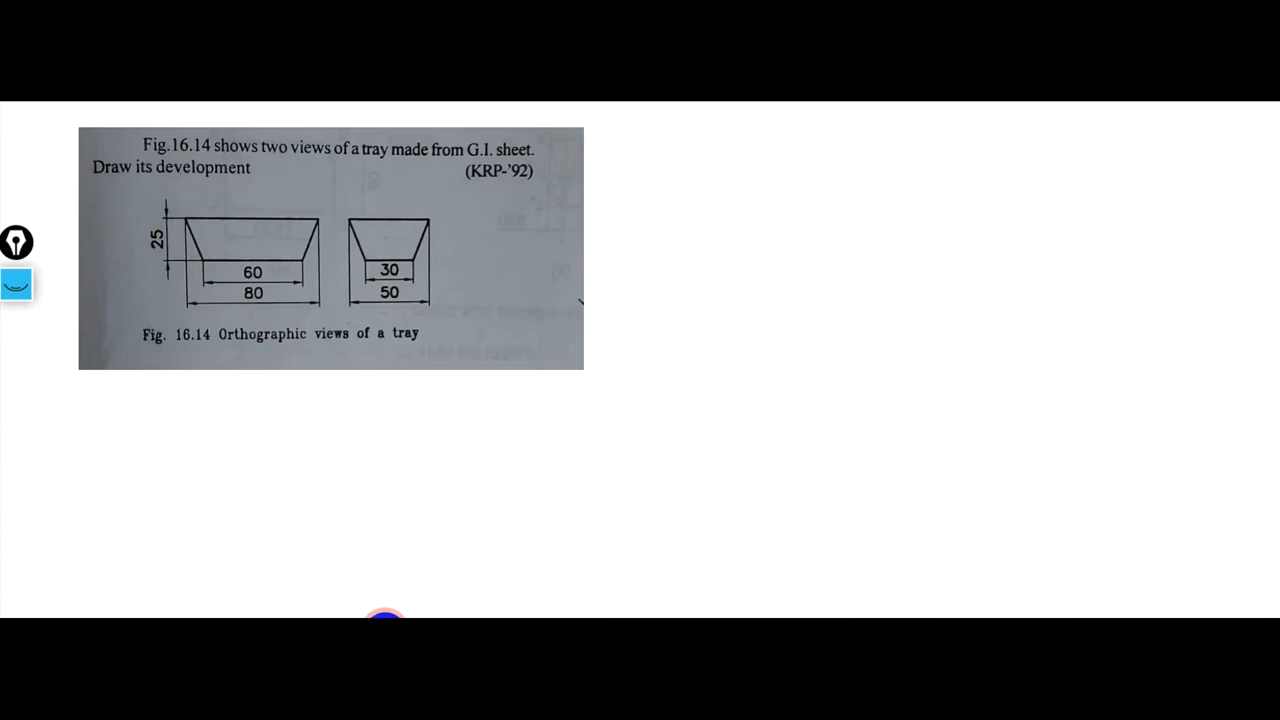 Fig.16.14 shows two views of a tray made from G.I. sheet.
Draw its development (KRP-'92)
25
60
80
30
50
Fig. 16.14 Orthographic views of a tray